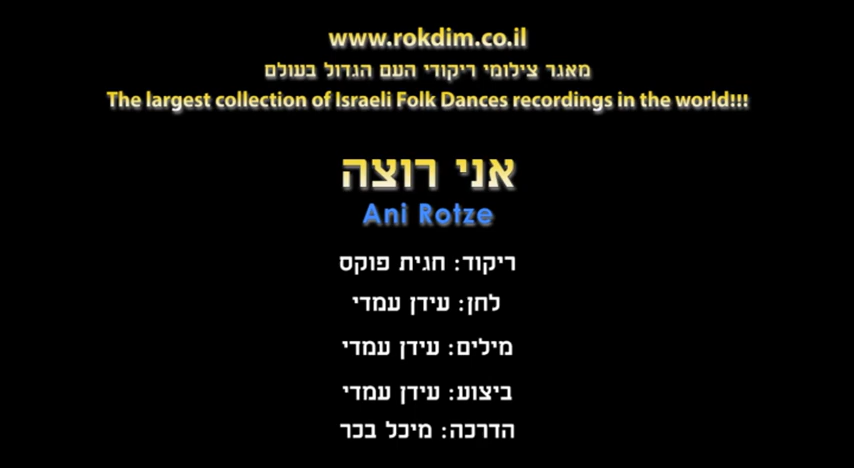 www.rokdim.co.il
מאגר צילומי ריקודי העם הגדול בעולם
The largest collection of Israeli Folk Dances recordings in the world!!!
אני רוצה
Ani Rotze
ריקוד: חגית פוקס
לחן: עידן עמדי
מילים: עידן עמדי
ביצוע: עידן עמדי
הדרכה: מיכל בכר